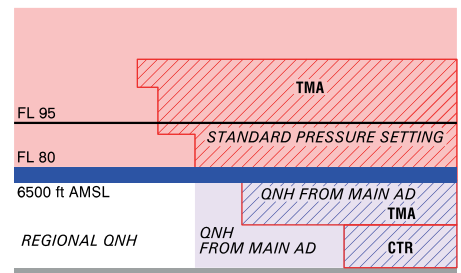 TMA
FL 95
STANDARD PRESSURE SETTING
FL 80
6500 ft AMSL
QNH FROM MAIN AD
TMA
REGIONAL QNH
QNH
FROM MAIN AD
CTR